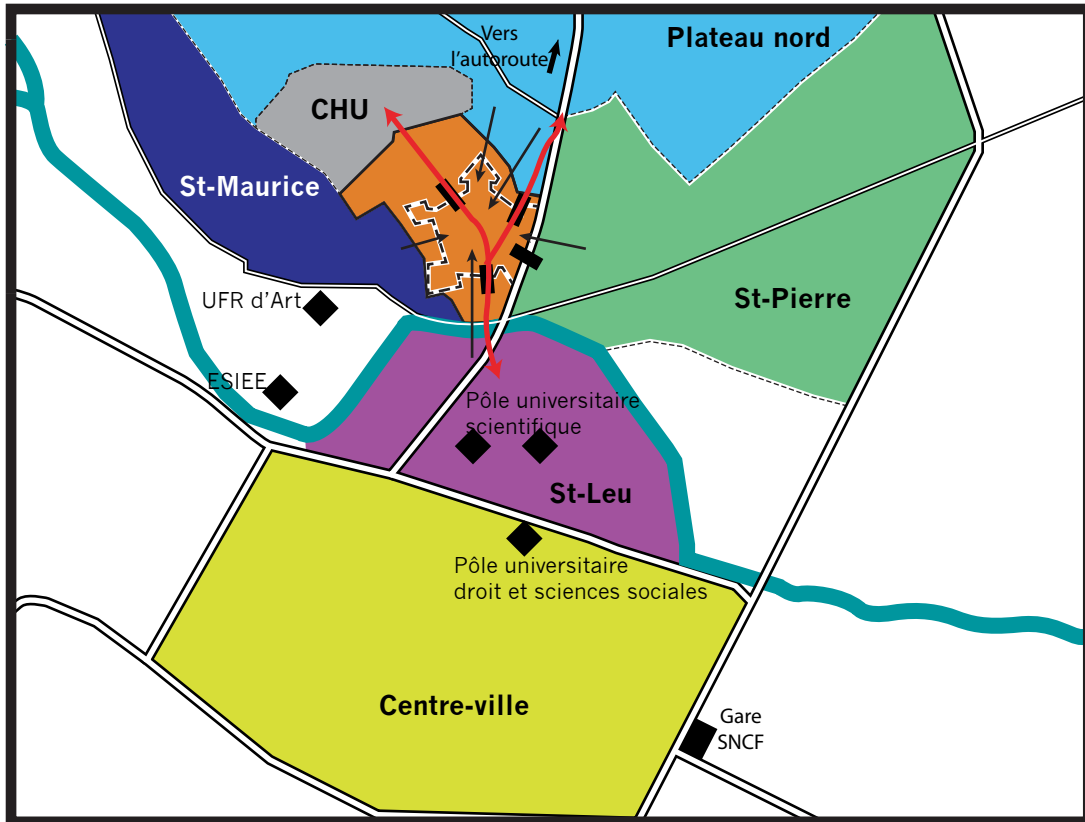 Vers
l'autoroute
Plateau nord
CHU
St-Maurice
UFR d'Art
St-Pierre
ESIEE
Pôle universitaire
scientifique
St-Leu
Pôle universitaire
droit et sciences sociales
Centre-ville
Gare
SNCF